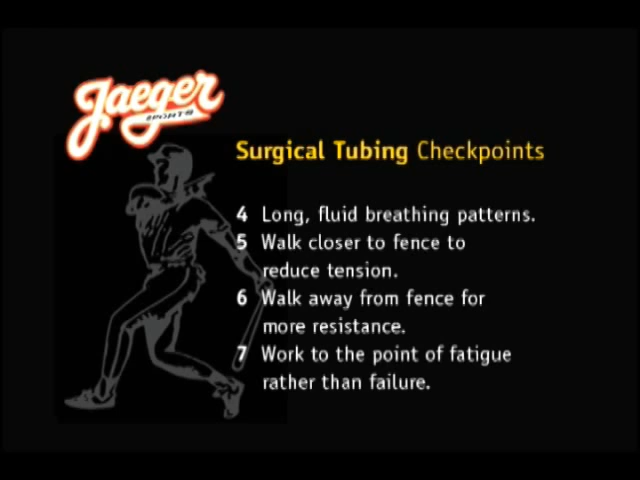 Jaeger
SPORTS
Surgical Tubing Checkpoints
4 Long, fluid breathing patterns.
5 Walk closer to fence to
reduce tension.
6 Walk away from fence for
more resistance.
7 Work to the point of fatigue
rather than failure.